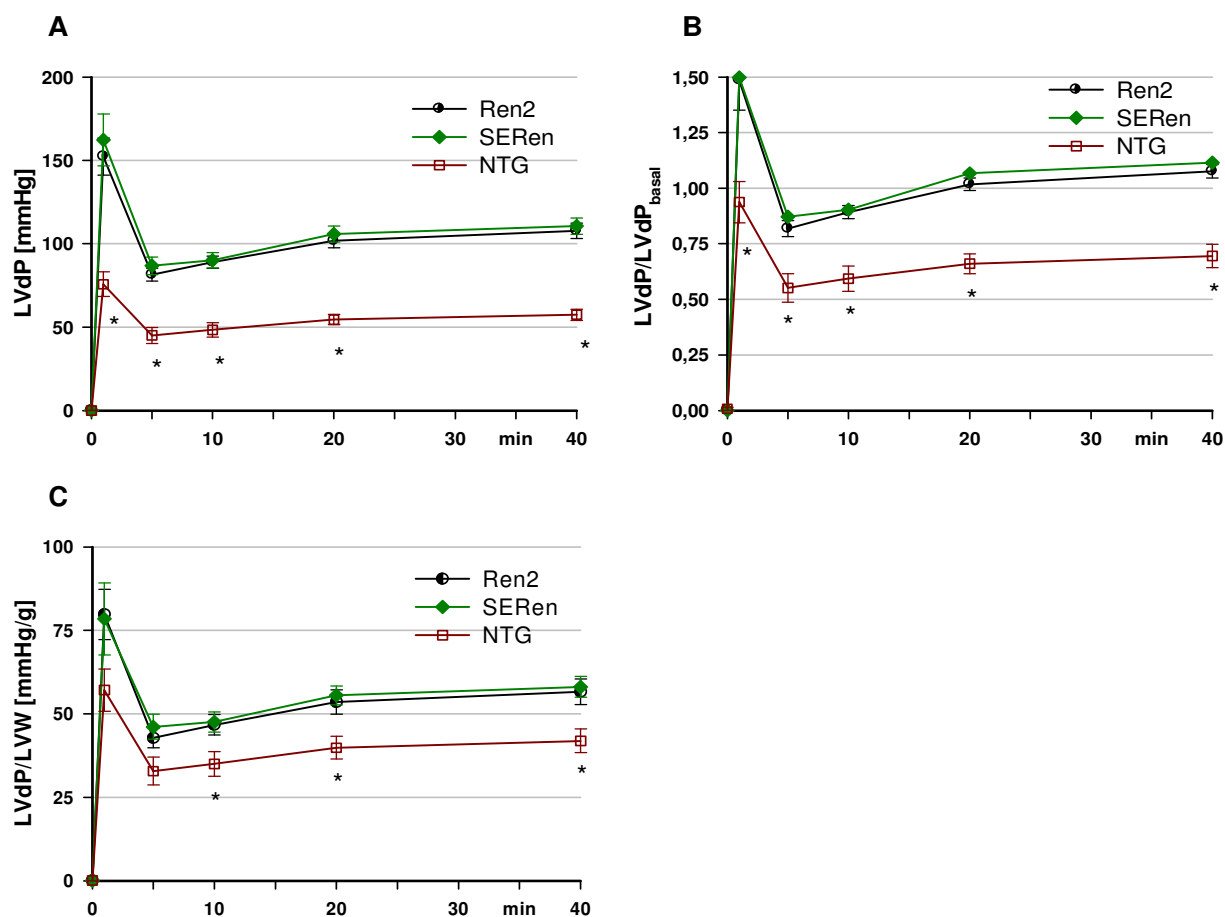 A
LVdP [mmHg]
200
150
100
50
0
Ren2
SERen
NTG
*
*
*
*
*
0 10 20 30 min 40
B
LVdP/LVdPbasal
1,50
1,25
1,00
0,75
0,50
0,25
0,00
Ren2
SERen
NTG
*
*
*
*
*
0 10 20 30 min 40
C
LVdP/LVW [mmHg/g]
100
75
50
25
0
Ren2
SERen
NTG
*
*
*
0 10 20 30 min 40